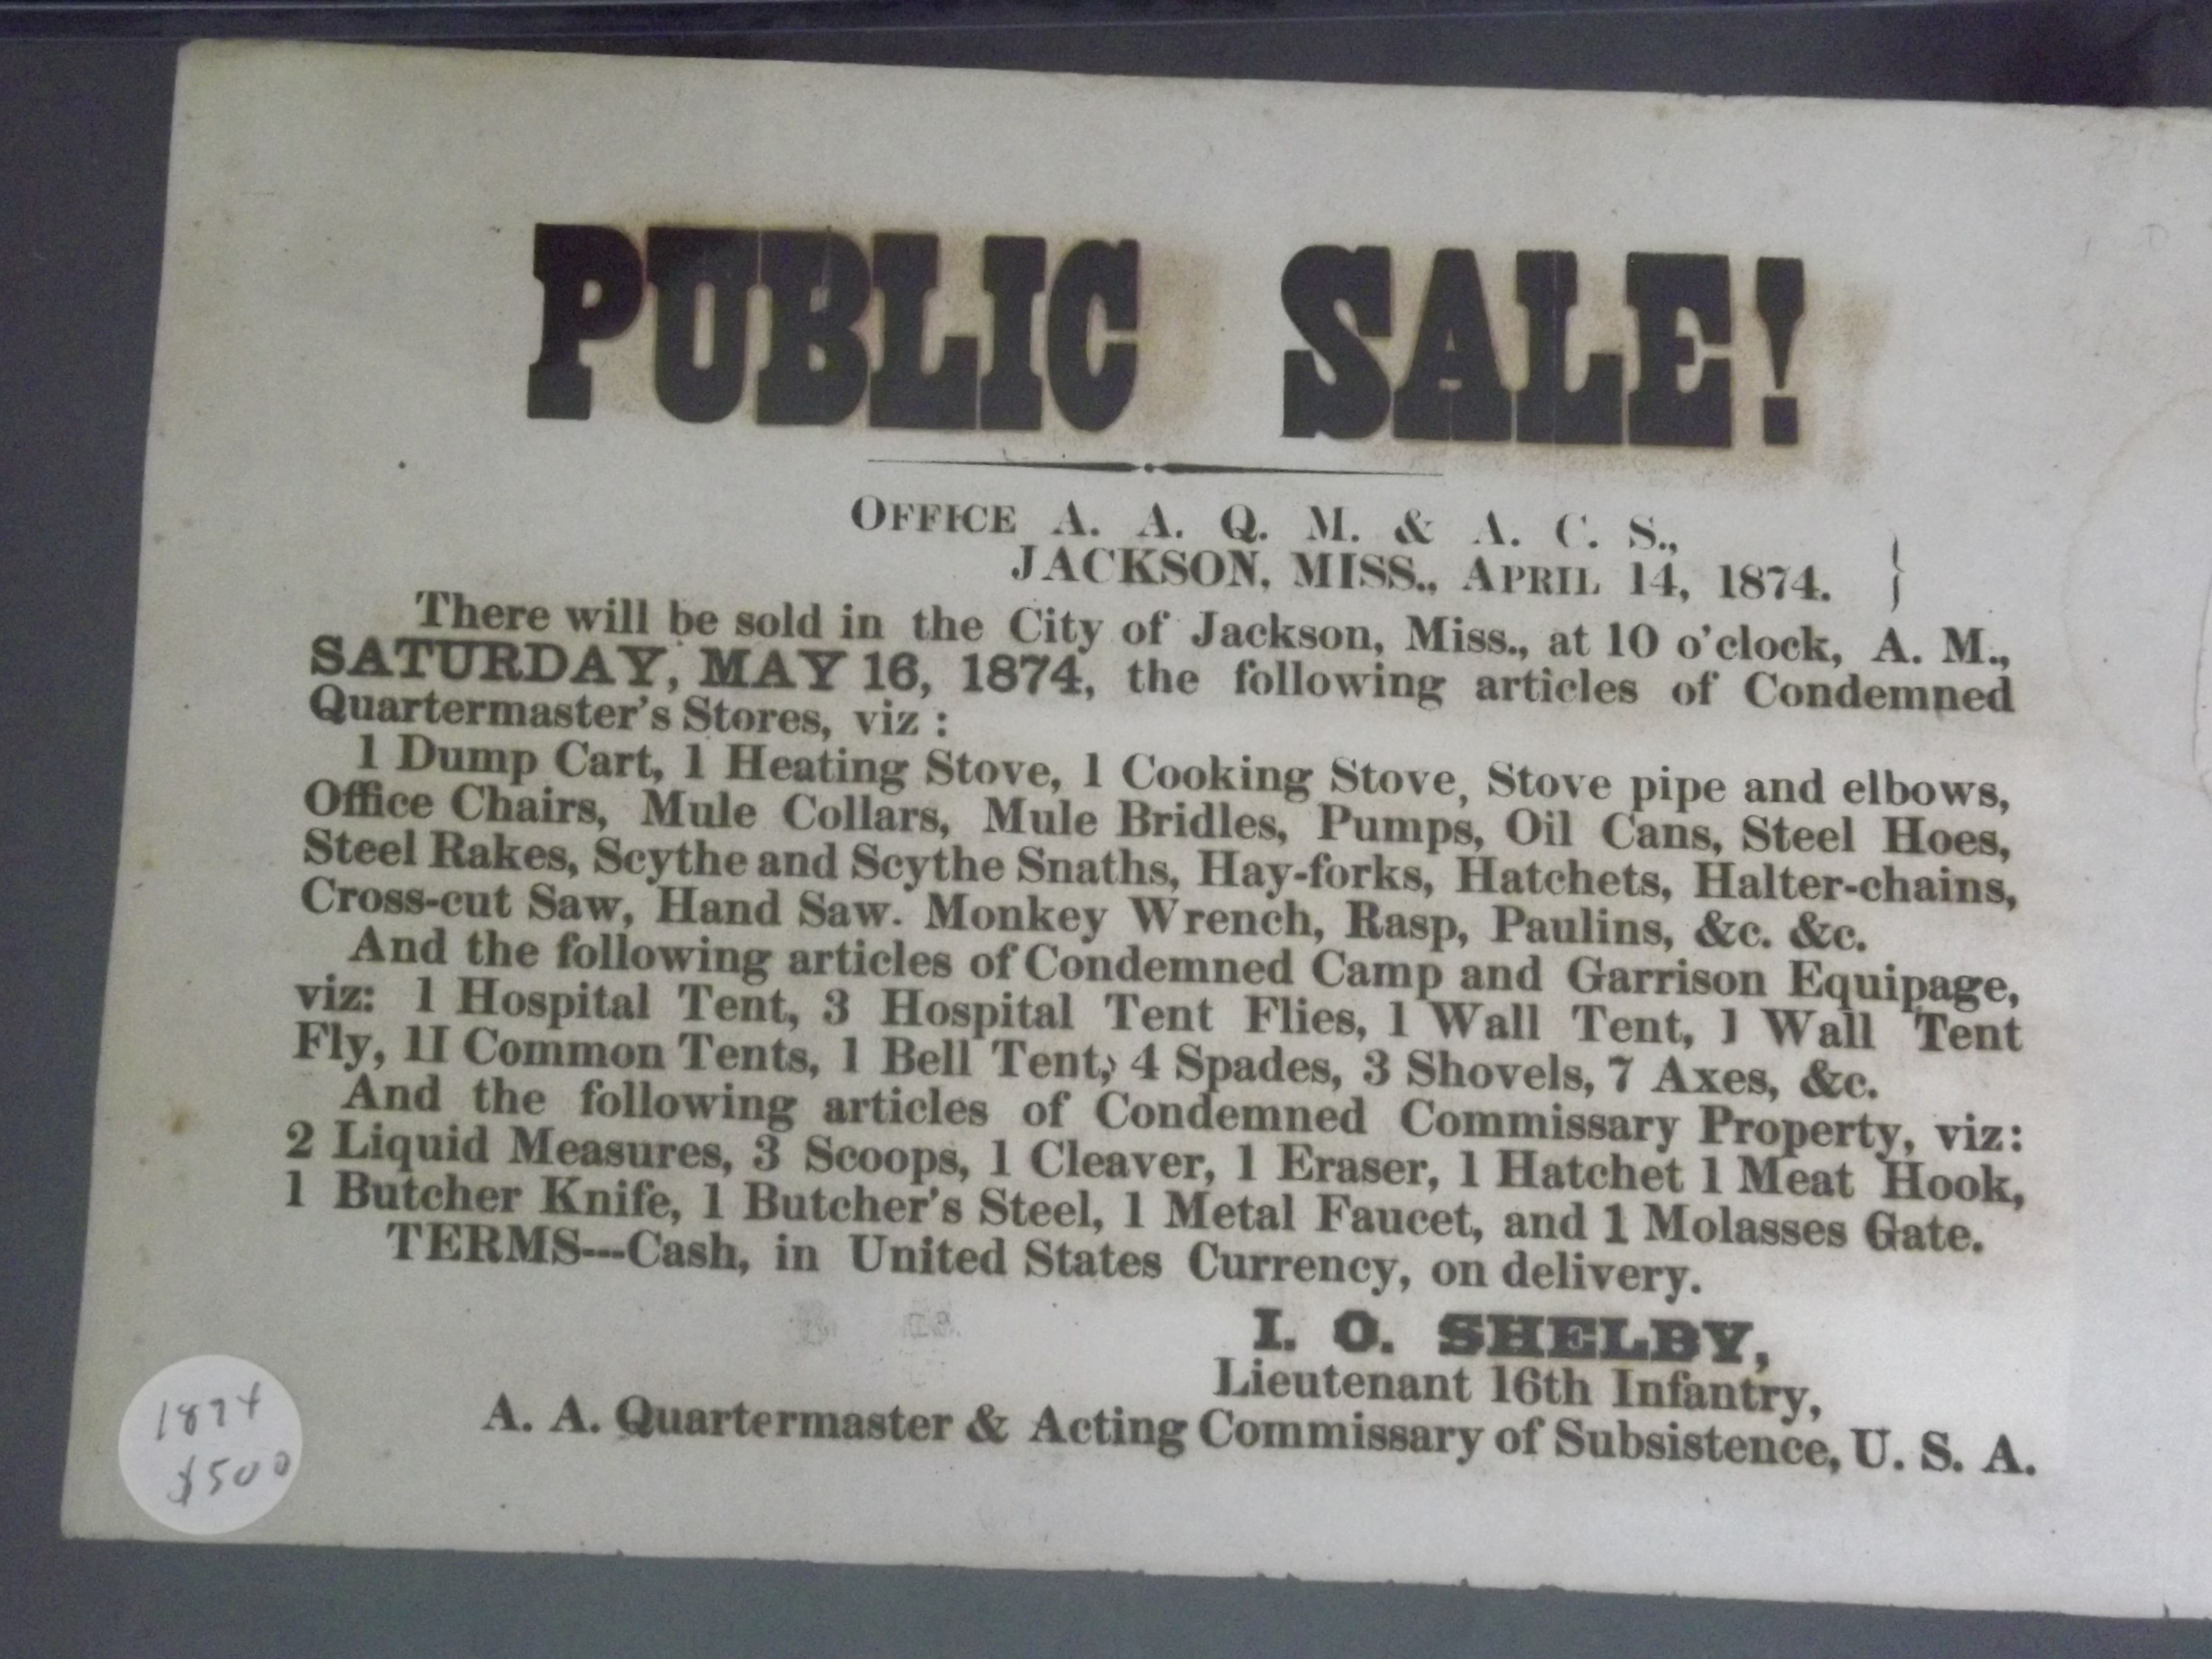 PUBLIC SALE!
OFFICE A. A. Q. M. & A. C. S.,
JACKSON, MISS., APRIL 14, 1874. }
There will be sold in the City of Jackson, Miss., at 10 o'clock, A. M.,
SATURDAY, MAY 16, 1874, the following articles of Condemned
Quartermaster's Stores, viz :
1 Dump Cart, 1 Heating Stove, 1 Cooking Stove, Stove pipe and elbows,
Office Chairs, Mule Collars, Mule Bridles, Pumps, Oil Cans, Steel Hoes,
Steel Rakes, Scythe and Scythe Snaths, Hay-forks, Hatchets, Halter-chains,
Cross-cut Saw, Hand Saw. Monkey Wrench, Rasp, Paulins, &c. &c.
And the following articles of Condemned Camp and Garrison Equipage,
viz: 1 Hospital Tent, 3 Hospital Tent Flies, 1 Wall Tent, 1 Wall Tent
Fly, 1I Common Tents, 1 Bell Tent, 4 Spades, 3 Shovels, 7 Axes, &c.
And the following articles of Condemned Commissary Property, viz:
2 Liquid Measures, 3 Scoops, 1 Cleaver, 1 Eraser, 1 Hatchet 1 Meat Hook,
1 Butcher Knife, 1 Butcher's Steel, 1 Metal Faucet, and 1 Molasses Gate.
TERMS---Cash, in United States Currency, on delivery.
I. O. SHELBY,
Lieutenant 16th Infantry,
A. A. Quartermaster & Acting Commissary of Subsistence, U. S. A.
1874
$500